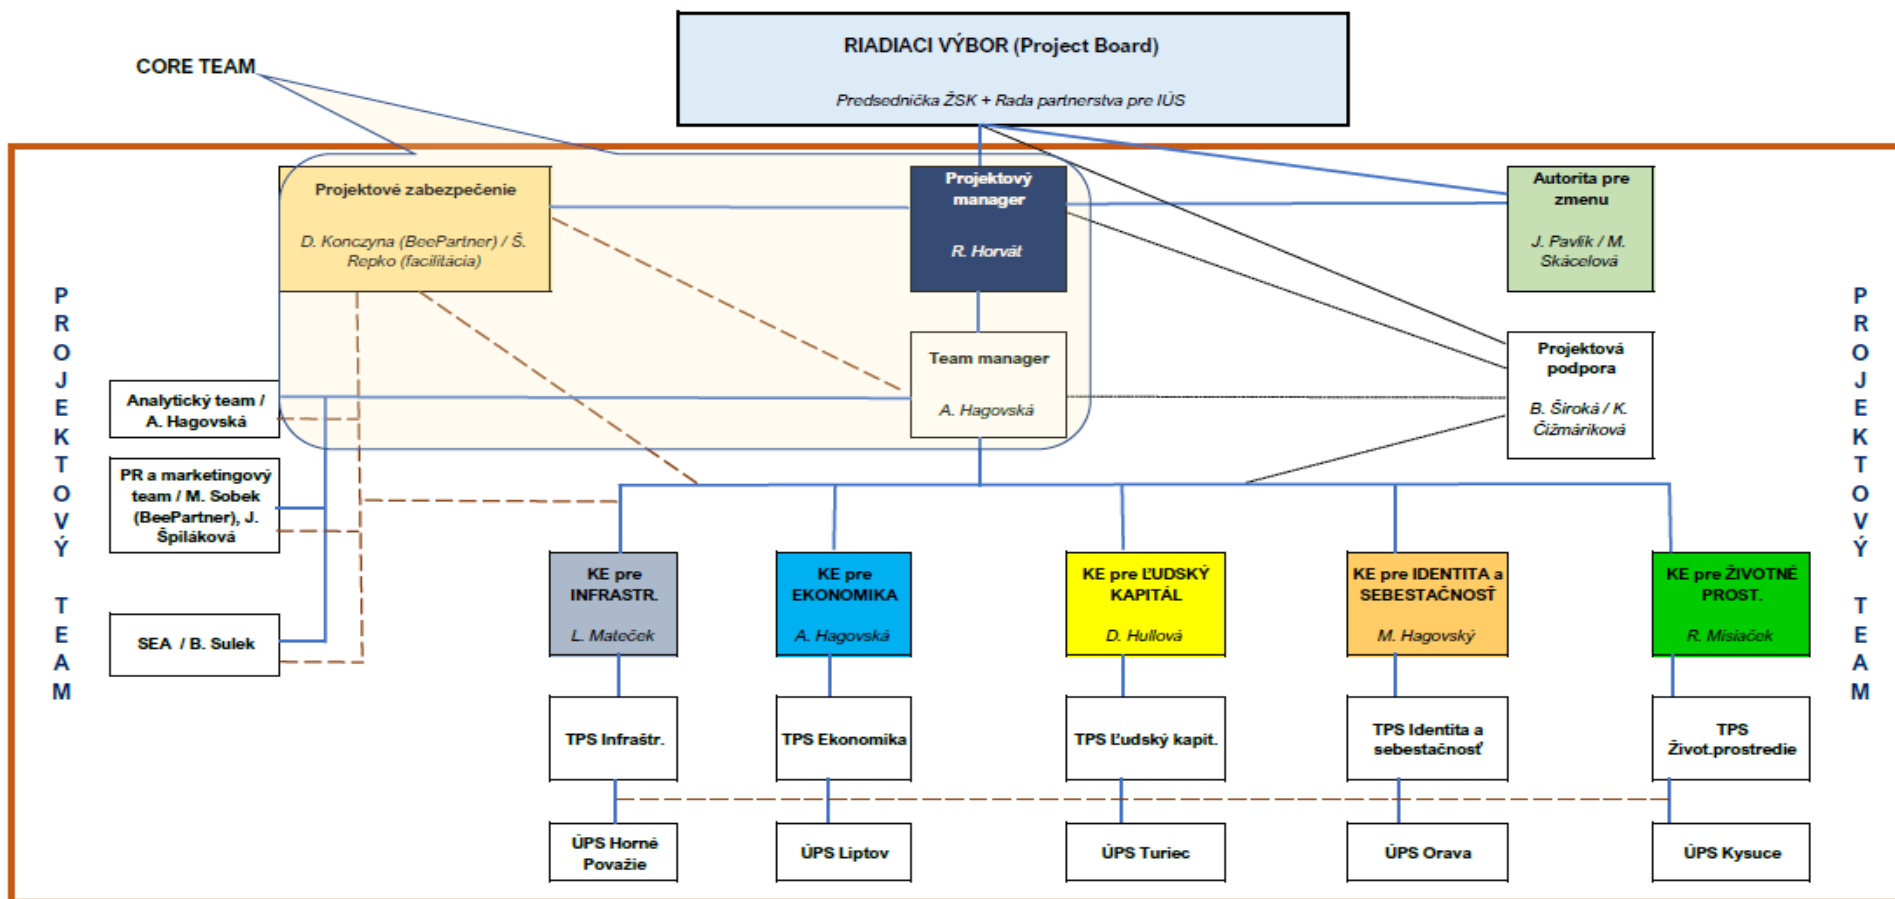 RIADIACI VÝBOR (Project Board)
Predsedníčka ŽSK + Rada partnerstva pre IÚS
CORE TEAM
Projektové zabezpečenie
D. Konczyna (BeePartner) / Š.
Repko (facilitácia)
Projektový
manager
R. Horvát
Autorita pre
zmenu
J. Pavlík / M.
Skácelová
Team manager
A. Hagovská
Projektová
podpora
B. Široká / K.
Čižmáriková
PROJEKTOVÝ TEAM
PROJEKTOVÝ TEAM
Analytický team /
A. Hagovská
PR a marketingový
team / M. Sobek
(BeePartner), J.
Špiláková
SEA / B. Sulek
KE pre
INFRASTR.
L. Mateček
KE pre
EKONOMIKA
A. Hagovská
KE pre ĽUDSKÝ
KAPITÁL
D. Hullová
KE pre IDENTITA a
SEBESTAČNOSŤ
M. Hagovský
KE pre ŽIVOTNÉ
PROST.
R. Misiaček
TPS Infraštr.
TPS Ekonomika
TPS Ľudský kapit.
TPS Identita a
sebestačnosť
TPS
Život.prostredie
ÚPS Horné
Považie
ÚPS Liptov
ÚPS Turiec
ÚPS Orava
ÚPS Kysuce